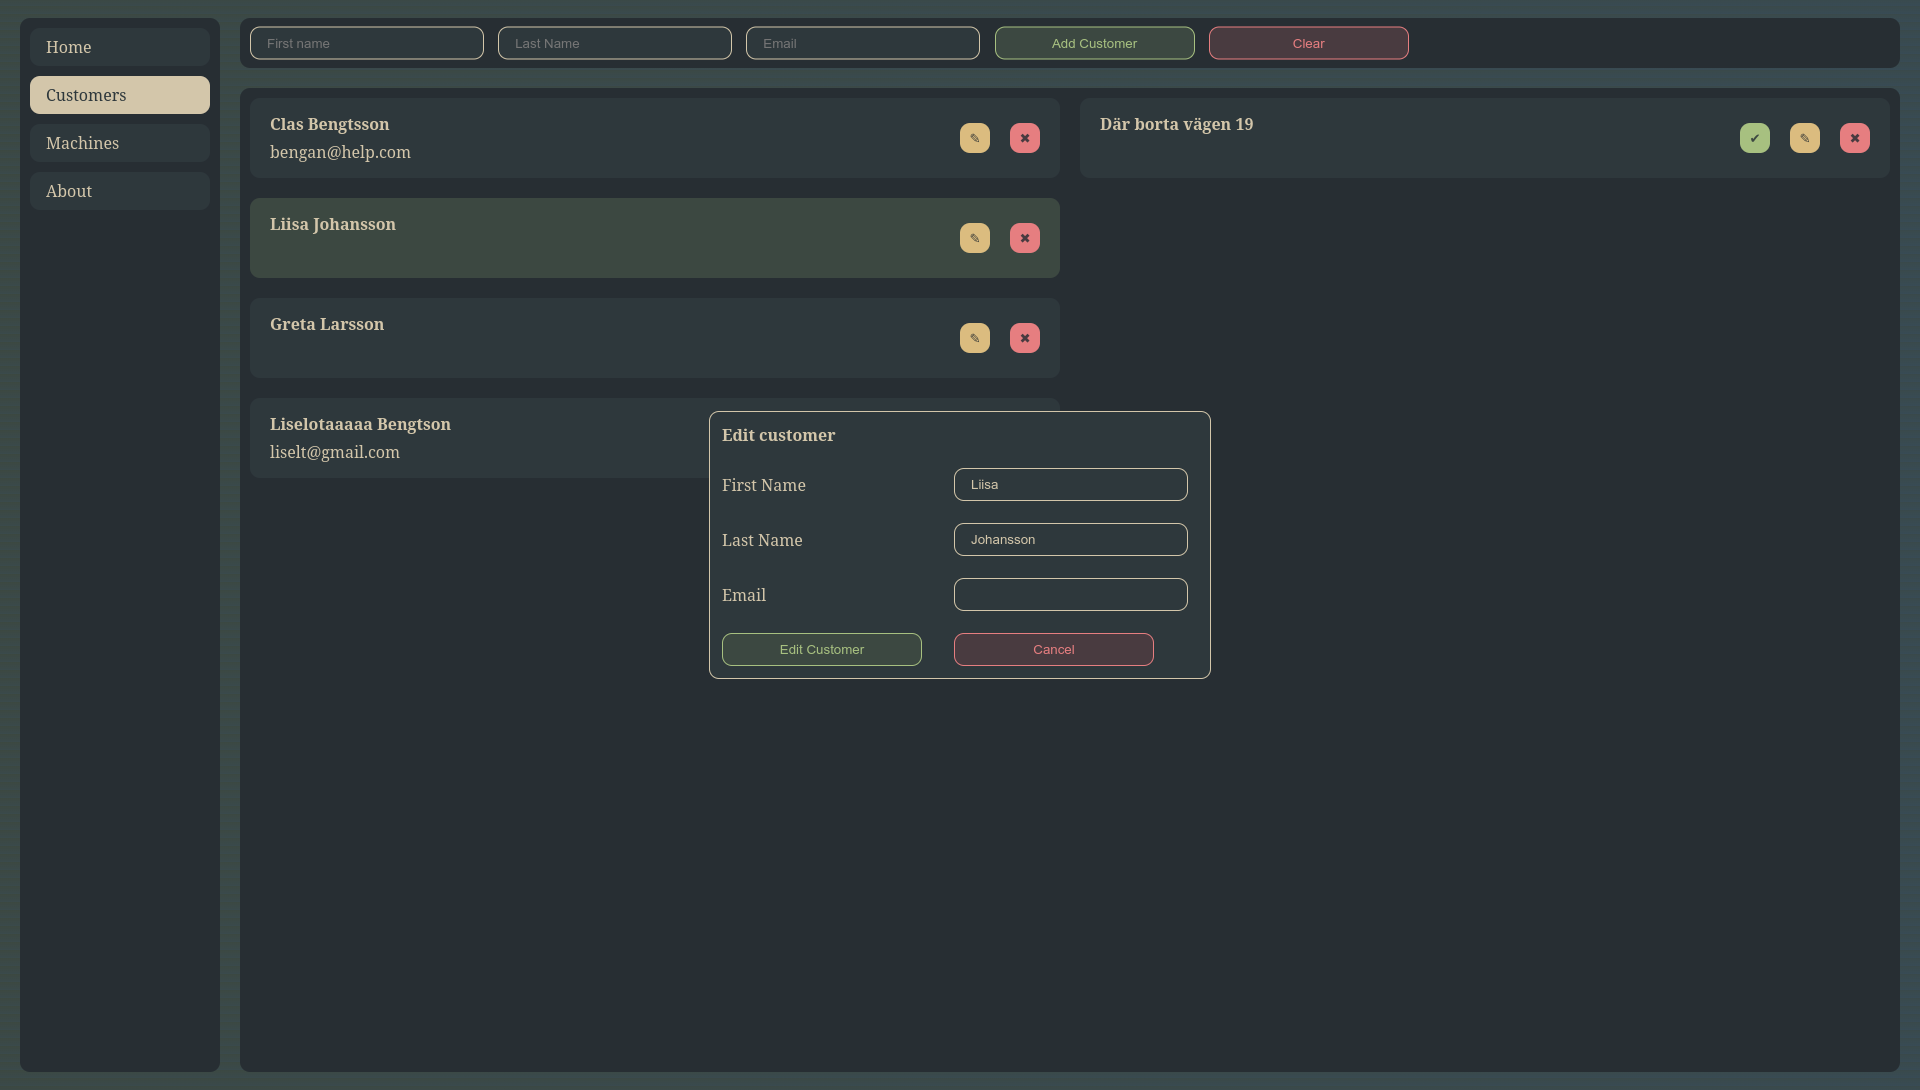 Home
Customers
Machines
About
First name
Last Name
Email
Add Customer
Clear
Clas Bengtsson
bengan@help.com
Liisa Johansson
Greta Larsson
Liselotaaaaa Bengtson
liselt@gmail.com
Där borta vägen 19
Edit customer
First Name
Liisa
Last Name
Johansson
Email
Edit Customer
Cancel